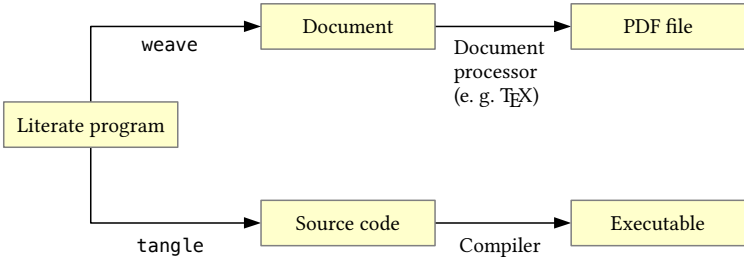 weave
Document
Document
processor
(e. g. TEX)
PDF file
Literate program
tangle
Source code
Compiler
Executable